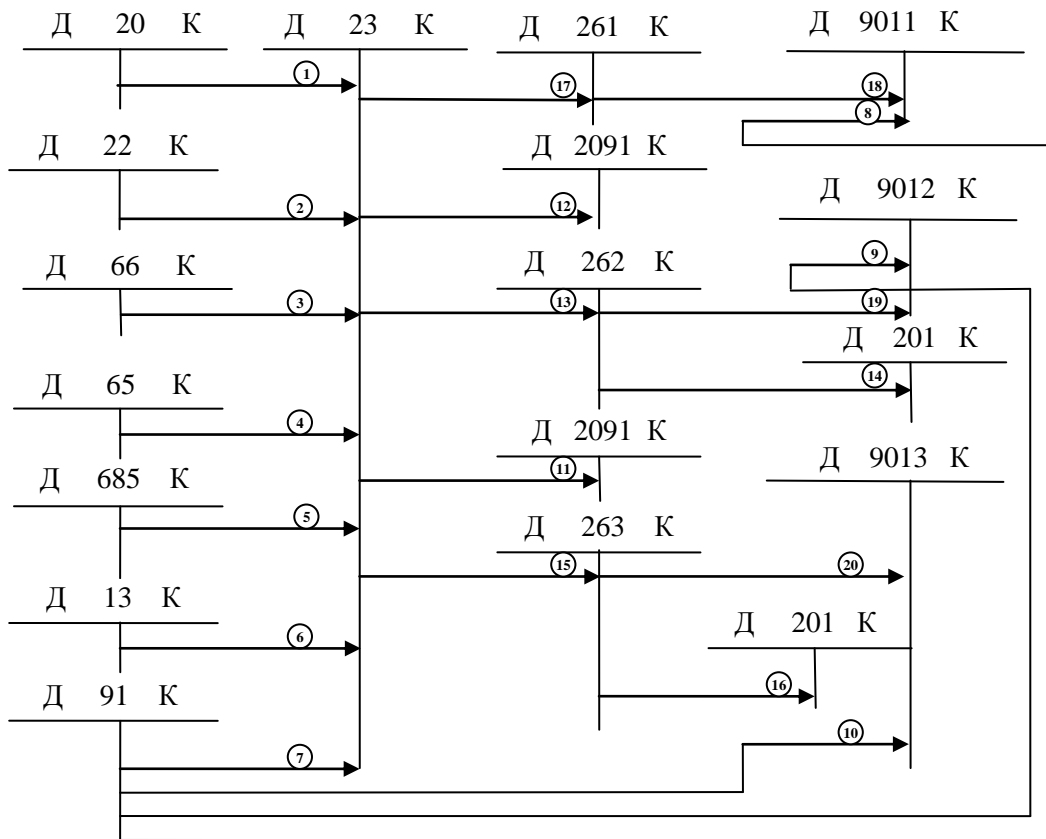 Д 20 К
Д 23 К
Д 261 К
Д 9011 К
1
17
18
8
Д 22 К
Д 2091 К
Д 9012 К
2
12
9
Д 66 К
Д 262 К
3
13
19
Д 201 К
14
Д 65 К
4
Д 2091 К
Д 9013 К
11
Д 685 К
5
Д 263 К
15
20
Д 13 К
6
Д 201 К
16
Д 91 К
7
10